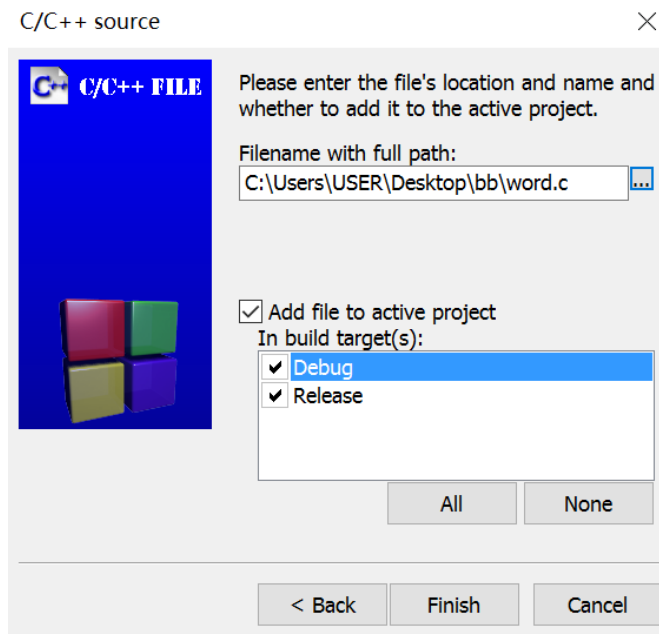 C/C++ source
C++ C/C++ FILE
Please enter the file's location and name and
whether to add it to the active project.
Filename with full path:
C:\Users\USER\Desktop\bb\word.c
...
Add file to active project
In build target(s):
Debug
Release
All None
< Back Finish Cancel